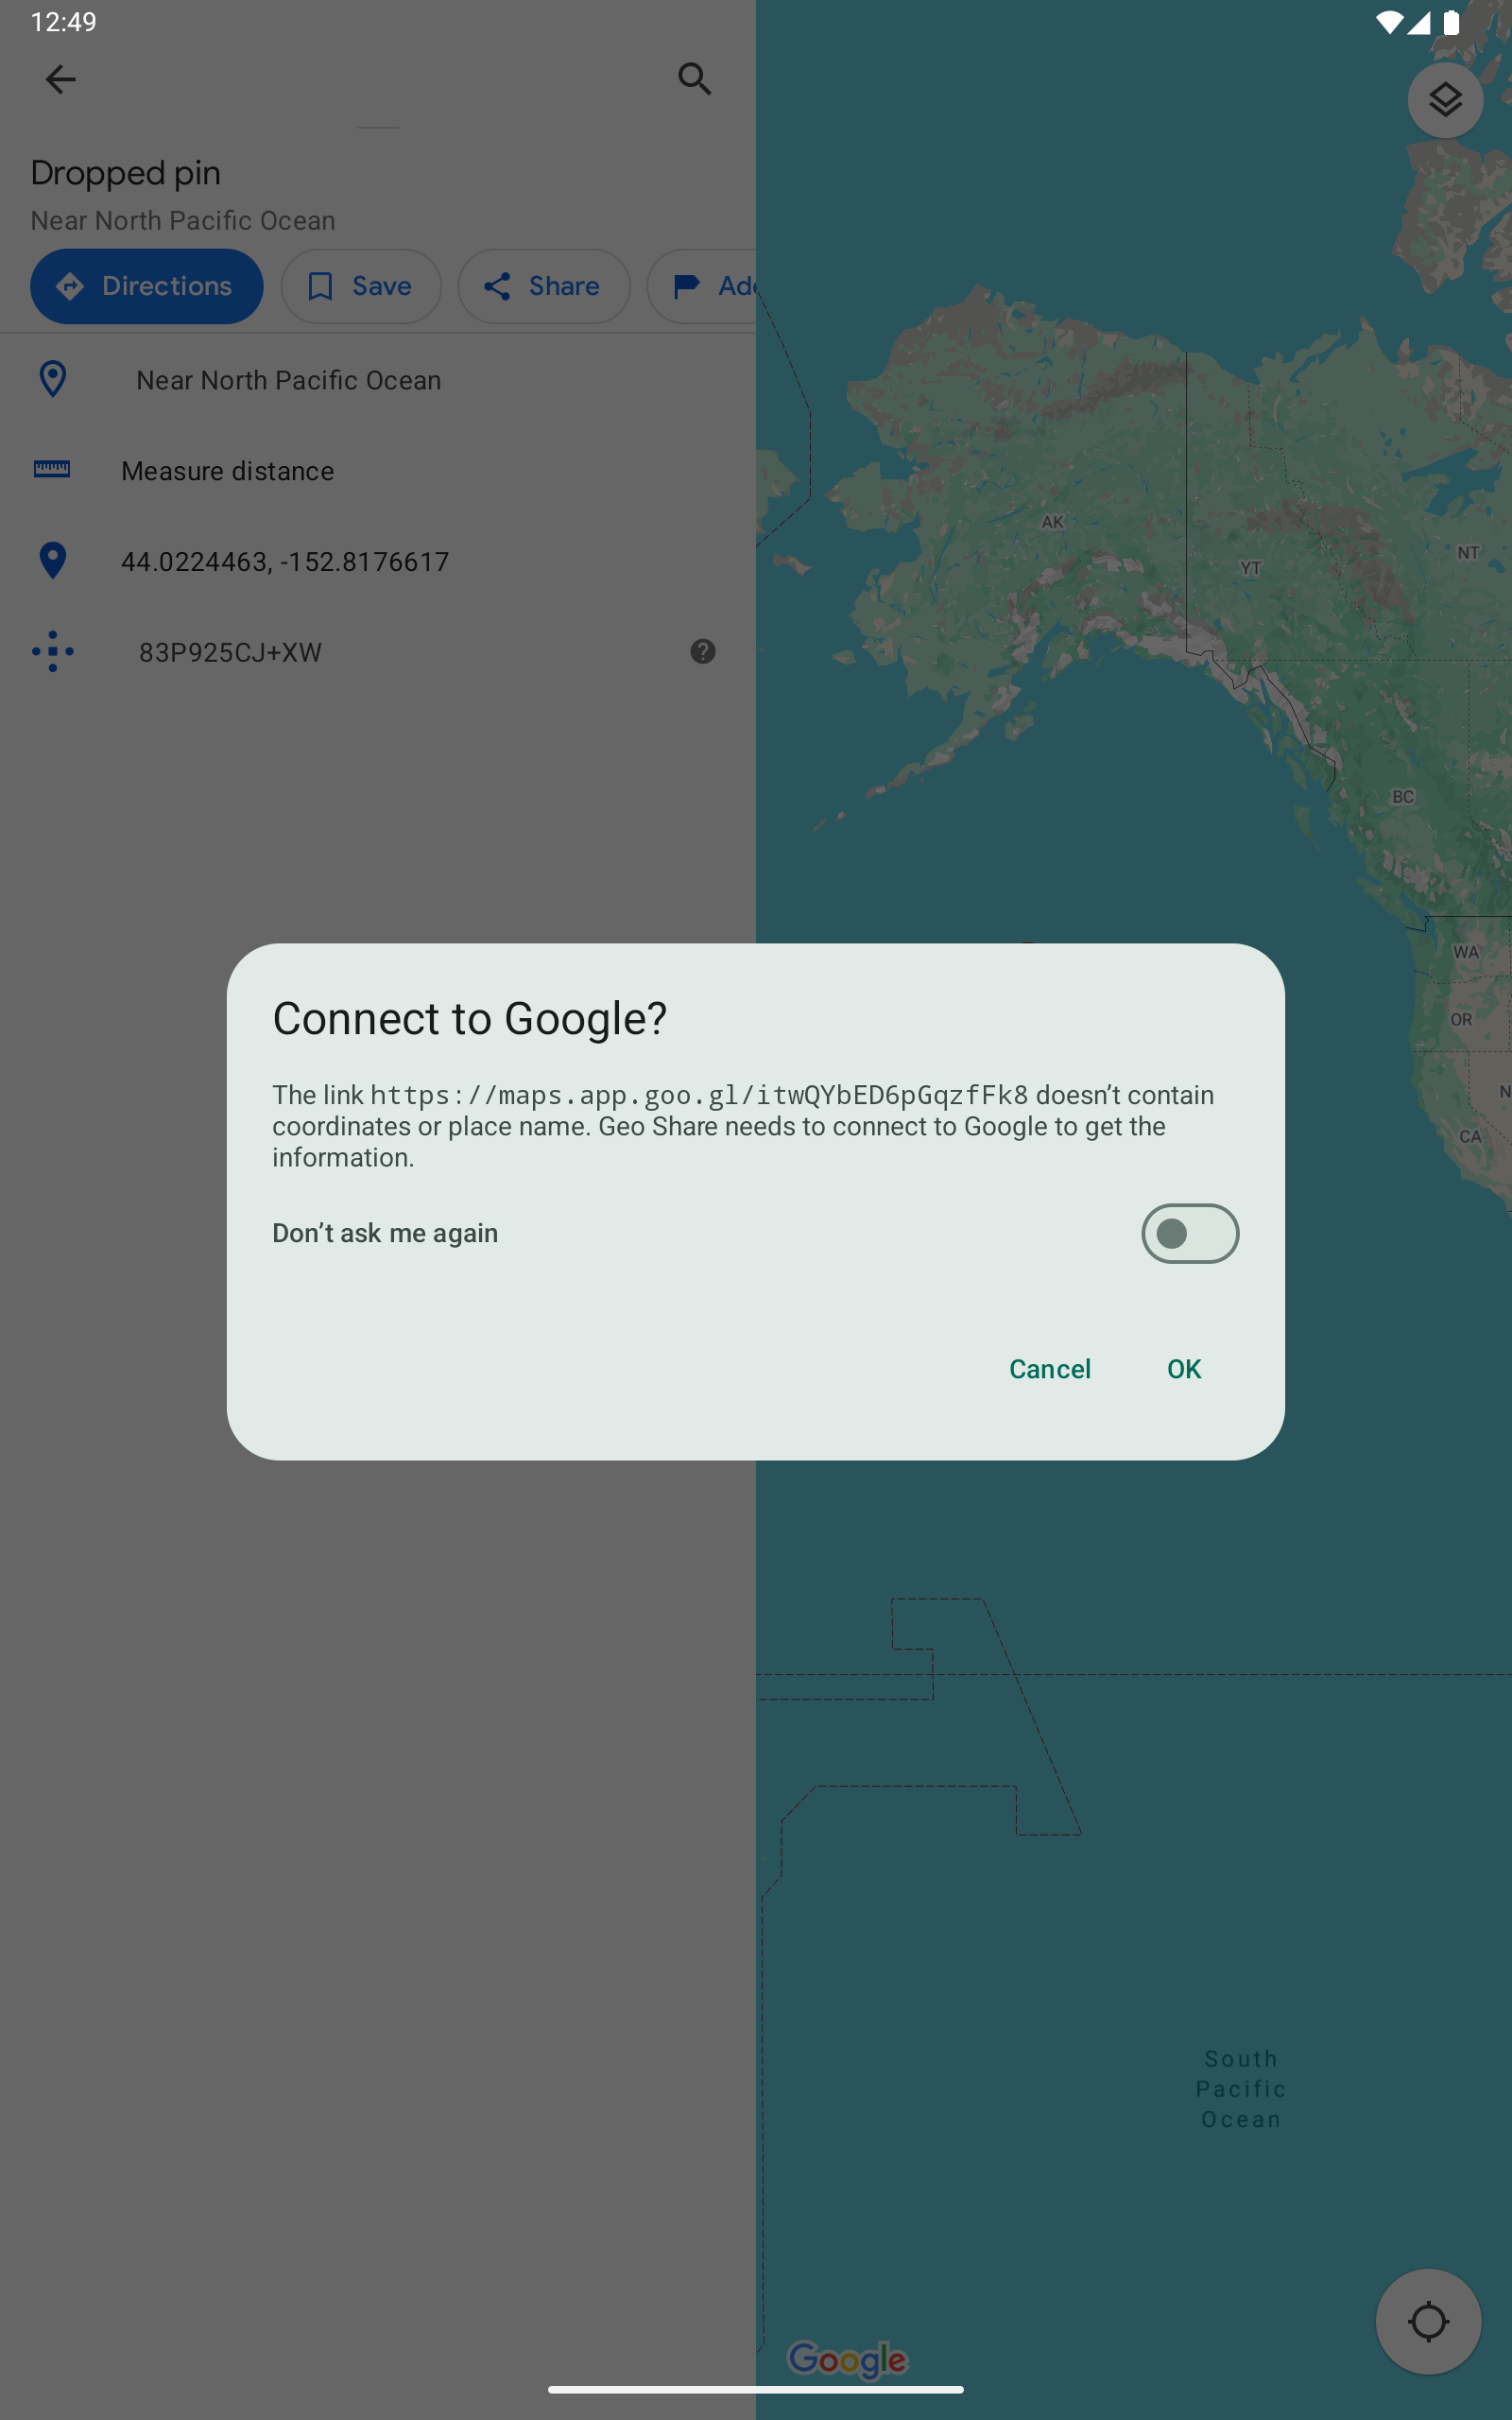 12:49
Dropped pin
Near North Pacific Ocean
Directions
Save
Share
Near North Pacific Ocean
Measure distance
44.0224463, -152.8176617
83P925CJ+XW
AK
YT
NT
BC
WA
OR
CA
Connect to Google?
The link https://maps.app.goo.gl/itwQYbED6pGqzfFk8 doesn’t contain
coordinates or place name. Geo Share needs to connect to Google to get the
information.
Don’t ask me again
Cancel
OK
South
Pacific
Ocean
Google